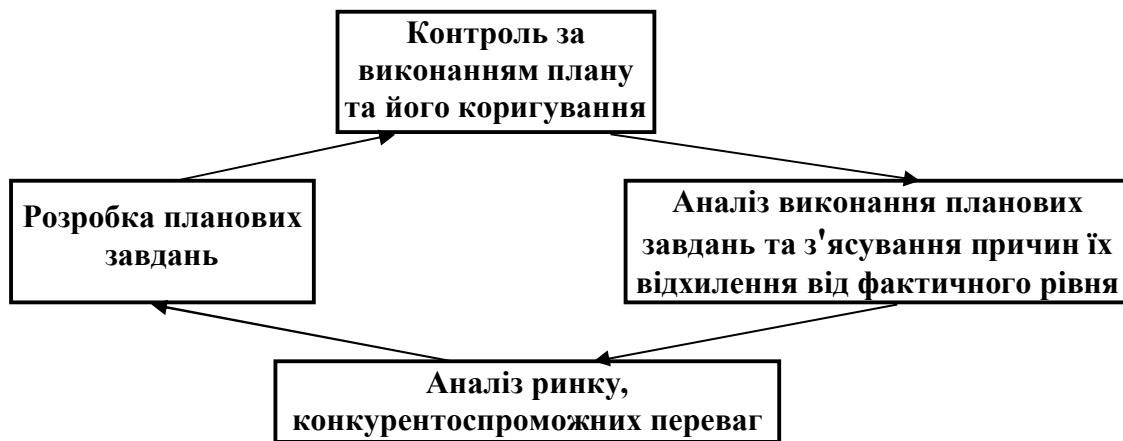 Контроль за
виконанням плану
та його коригування
Розробка планових
завдань
Аналіз виконання планових
завдань та з'ясування причин їх
відхилення від фактичного рівня
Аналіз ринку,
конкурентоспроможних переваг